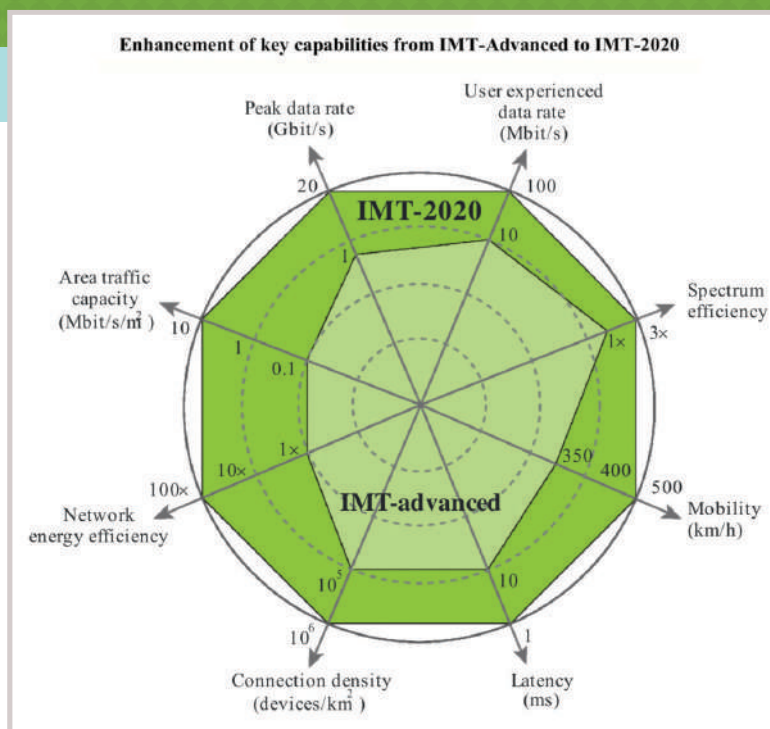 Enhancement of key capabilities from IMT-Advanced to IMT-2020
Peak data rate
(Gbit/s)
User experienced
data rate
(Mbit/s)
20
100
IMT-2020
1
10
Area traffic
capacity
(Mbit/s/m²)
Spectrum
efficiency
10
1
0.1
1×
3×
1×
10×
100×
350
400
500
Network
energy efficiency
IMT-advanced
Mobility
(km/h)
10⁵
10
10⁶
1
Connection density
(devices/km²)
Latency
(ms)